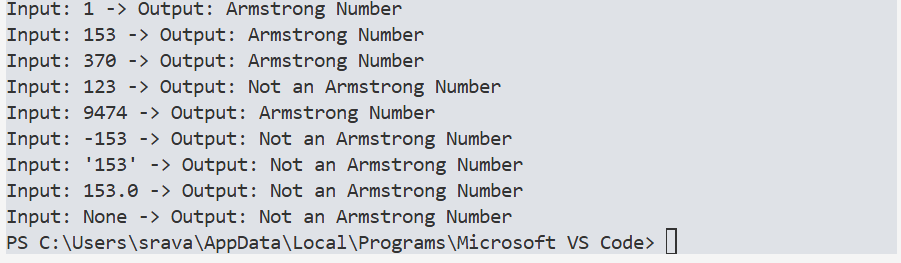 Input: 1 -> Output: Armstrong Number
Input: 153 -> Output: Armstrong Number
Input: 370 -> Output: Armstrong Number
Input: 123 -> Output: Not an Armstrong Number
Input: 9474 -> Output: Armstrong Number
Input: -153 -> Output: Not an Armstrong Number
Input: '153' -> Output: Not an Armstrong Number
Input: 153.0 -> Output: Not an Armstrong Number
Input: None -> Output: Not an Armstrong Number
PS C:\Users\srava\AppData\Local\Programs\Microsoft VS Code>